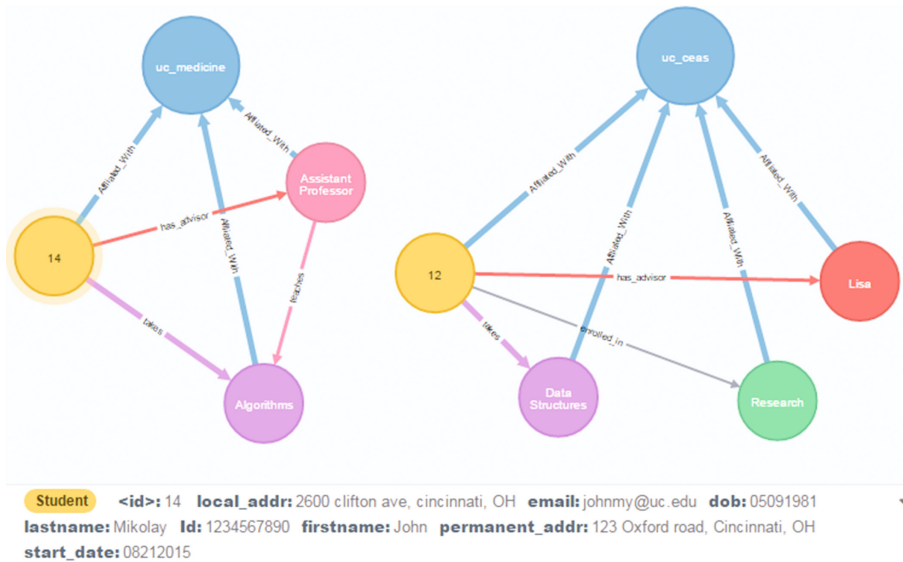 uc_medicine
uc_ceas
Affiliated_With
Affiliated_With
Assistant
Professor
Affiliated_With
Affiliated_With
has_advisor
Affiliated_With
Affiliated_With
Affiliated_With
14
12
has_advisor
Lisa
teaches
takes
takes
enrolled_in
Algorithms
Data
Structures
Research
Student <id>: 14 local_addr: 2600 clifton ave, cincinnati, OH email: johnmy@uc.edu dob: 05091981
lastname: Mikolay Id: 1234567890 firstname: John permanent_addr: 123 Oxford road, Cincinnati, OH
start_date: 08212015